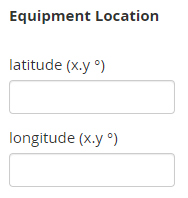 Equipment Location
latitude (x.y º)
longitude (x.y º)